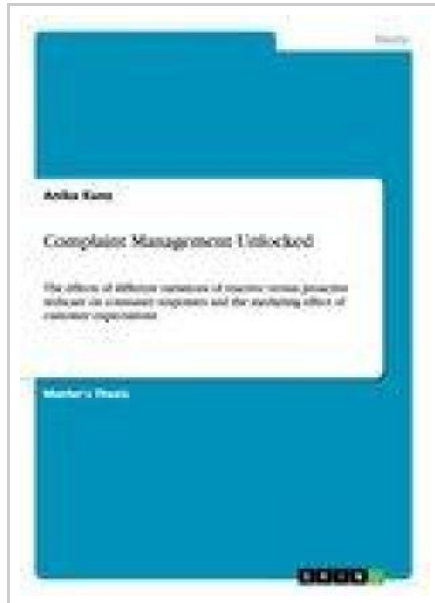 Anika Kunz
Complaint Management Unlocked
The effects of different variations of reactive versus proactive
webcare on consumer responses and the mediating effect of
customer expectations
Master's Thesis
GRIN